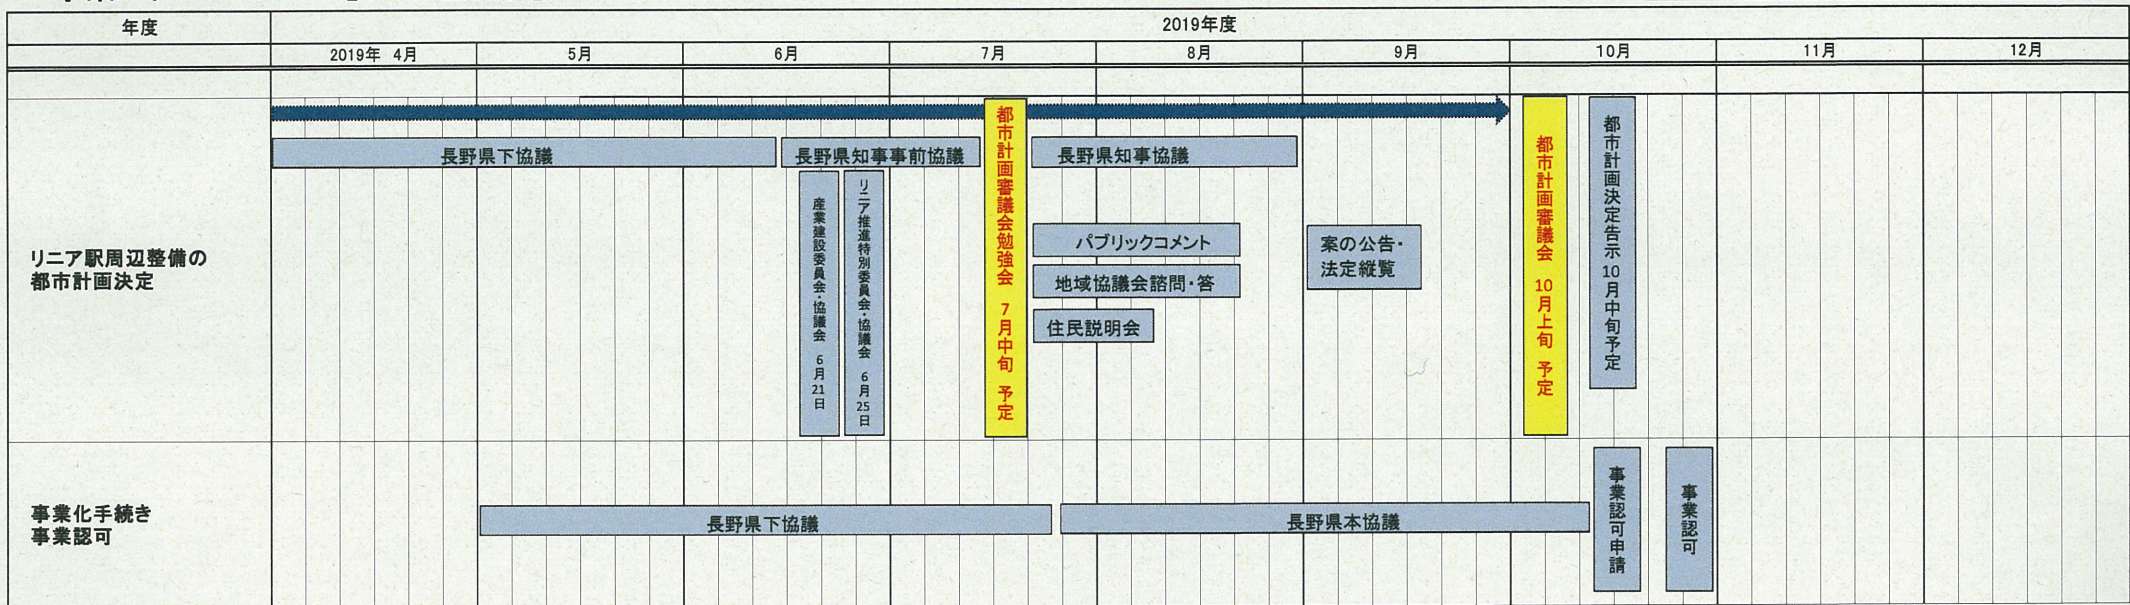 年度
2019年度
2019年 4月
5月
6月
7月
8月
9月
10月
11月
12月
リニア駅周辺整備の
都市計画決定
長野県下協議
長野県知事事前協議
産業建設委員会・協議会 6月21日
リニア推進特別委員会・協議会 6月25日
都市計画審議会勉強会 7月中旬 予定
長野県知事協議
パブリックコメント
地域協議会諮問・答
住民説明会
案の公告・
法定縦覧
都市計画審議会 10月上旬 予定
都市計画決定告示 10月中旬予定
事業化手続き
事業認可
長野県下協議
長野県本協議
事業認可申請
事業認可